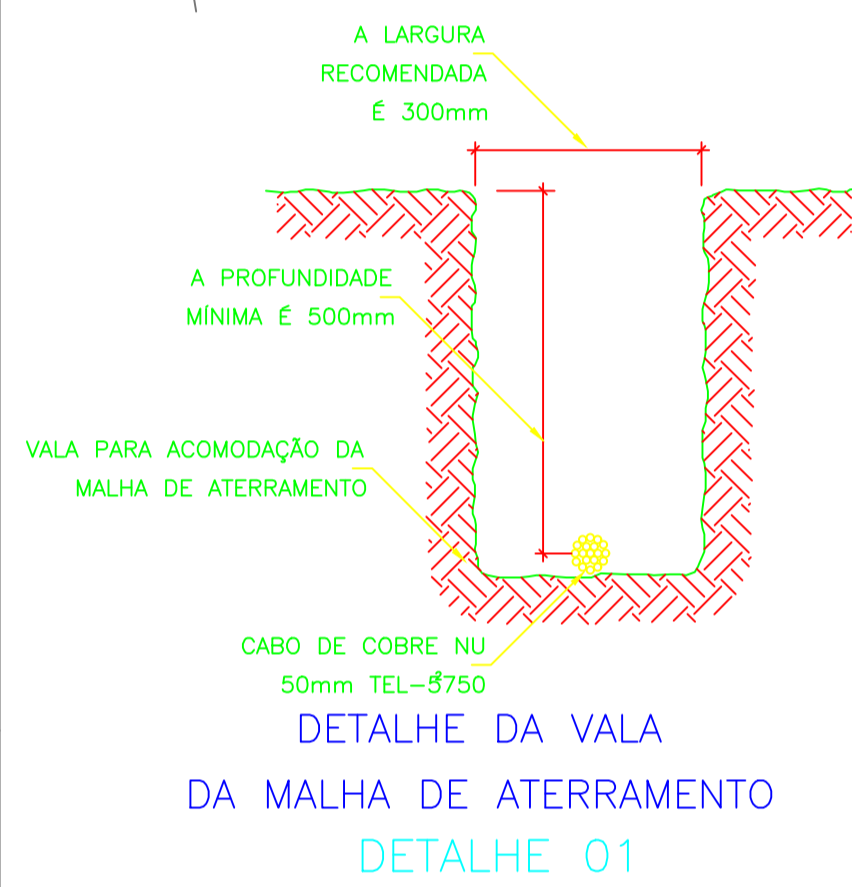 A LARGURA
RECOMENDADA
É 300mm
A PROFUNDIDADE
MÍNIMA É 500mm
VALA PARA ACOMODAÇÃO DA
MALHA DE ATERRAMENTO
CABO DE COBRE NU
50mm² TEL-5750
DETALHE DA VALA
DA MALHA DE ATERRAMENTO
DETALHE 01